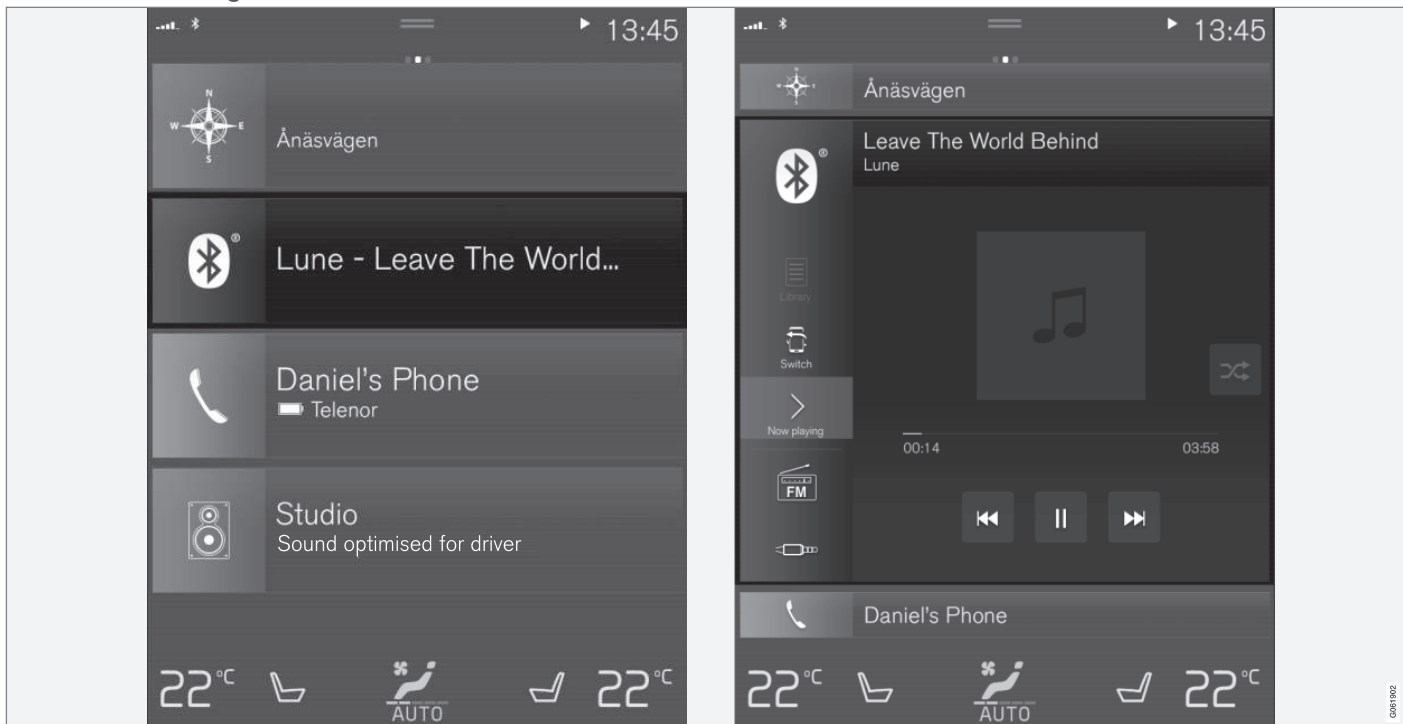 13:45
N
W
E
S
Ånäsvägen
®
Lune - Leave The World...
Daniel's Phone
Telenor
Studio
Sound optimised for driver
22°C
AUTO
22°C
13:45
N
W
E
S
Ånäsvägen
®
Leave The World Behind
Lune
Library
Switch
Now playing
00:14
03:58
FM
Daniel's Phone
22°C
AUTO
22°C
G061902